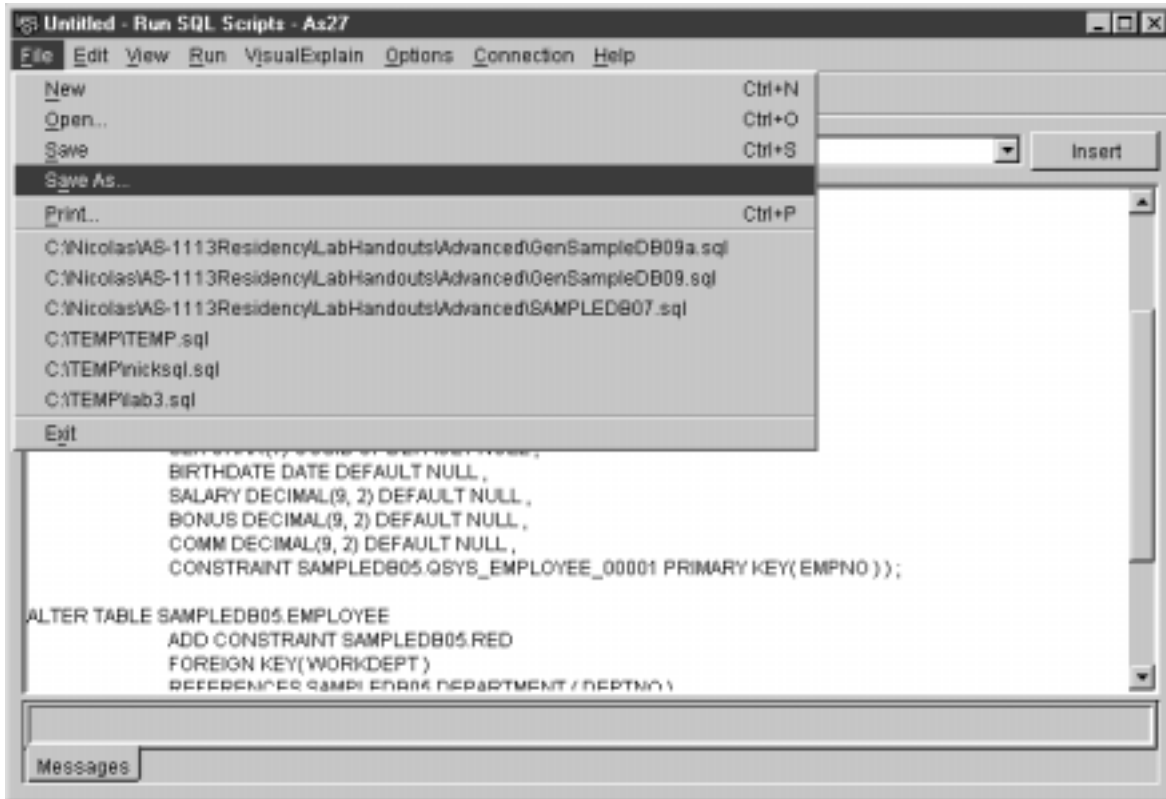 Untitled - Run SQL Scripts - As27
File Edit View Run VisualExplain Options Connection Help
New Ctrl+N
Open... Ctrl+O
Save Ctrl+S
Insert
Save As...
Print... Ctrl+P
C:\Nicolas\AS-1113Residency\LabHandouts\Advanced\GenSampleDB09a.sql
C:\Nicolas\AS-1113Residency\LabHandouts\Advanced\GenSampleDB09.sql
C:\Nicolas\AS-1113Residency\LabHandouts\Advanced\SAMPLEDB07.sql
C:\TEMP\TEMP.sql
C:\TEMP\nicksql.sql
C:\TEMP\lab3.sql
Exit
BIRTHDATE DATE DEFAULT NULL ,
SALARY DECIMAL(9, 2) DEFAULT NULL ,
BONUS DECIMAL(9, 2) DEFAULT NULL ,
COMM DECIMAL(9, 2) DEFAULT NULL ,
CONSTRAINT SAMPLEDB05.QSYS_EMPLOYEE_00001 PRIMARY KEY( EMPNO ) ) ;
ALTER TABLE SAMPLEDB05.EMPLOYEE
ADD CONSTRAINT SAMPLEDB05.RED
FOREIGN KEY( WORKDEPT )
REFERENCES SAMPLEDB05.DEPARTMENT ( DEPTNO )
Messages